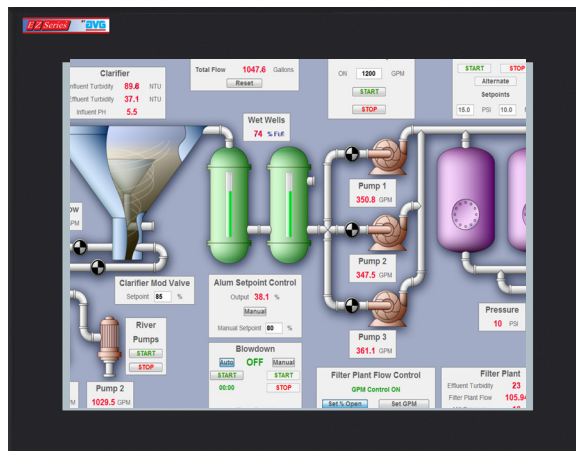 EZ Series BY AVG
Clarifier
Influent Turbidity 89.6 NTU
Effluent Turbidity 37.1 NTU
Influent PH 5.5
Total Flow 1047.6 Gallons
Reset
Wet Wells
74 % Full
ON 1200 GPM
START
STOP
START STOP
Alternate
Setpoints
15.0 PSI 10.0
Pump 1
350.8 GPM
Pump 2
347.5 GPM
Pump 3
361.1 GPM
Clarifier Mod Valve
Setpoint 85 %
Alum Setpoint Control
Output 38.1 %
Manual
Manual Setpoint 80 %
Pressure
10 PSI
River
Pumps
START
STOP
Pump 2
1029.5 GPM
Blowdown
Auto OFF Manual
START START
00:00 STOP
Filter Plant Flow Control
GPM Control ON
Set % Open Set GPM
Filter Plant
Effluent Turbidity 23
Filter Plant Flow 105.94